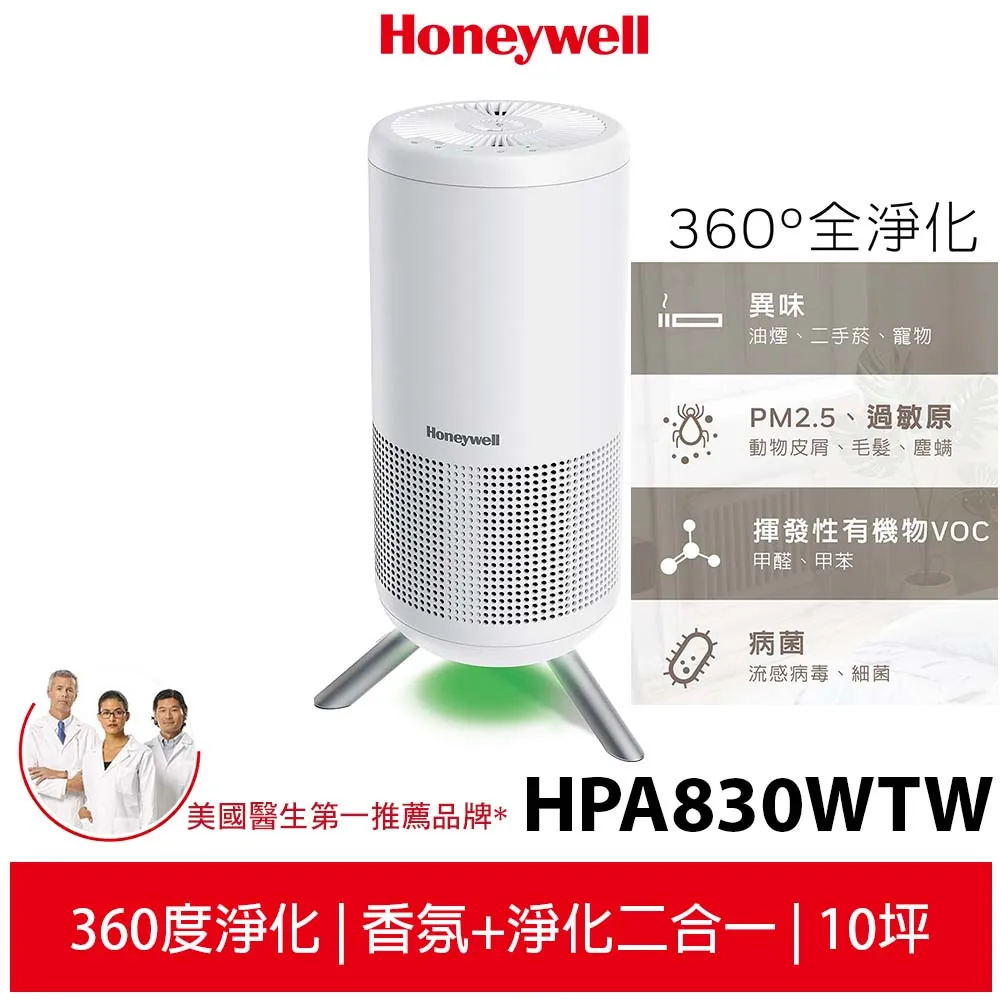 Honeywell
360°全淨化
異味
油煙、二手菸、寵物
Honeywell
PM2.5、過敏原
動物皮屑、毛髮、塵蟎
揮發性有機物VOC
甲醛、甲苯
病菌
流感病毒、細菌
美國醫生第一推薦品牌*
HPA830WTW
360度淨化|香氛+淨化二合一|10坪